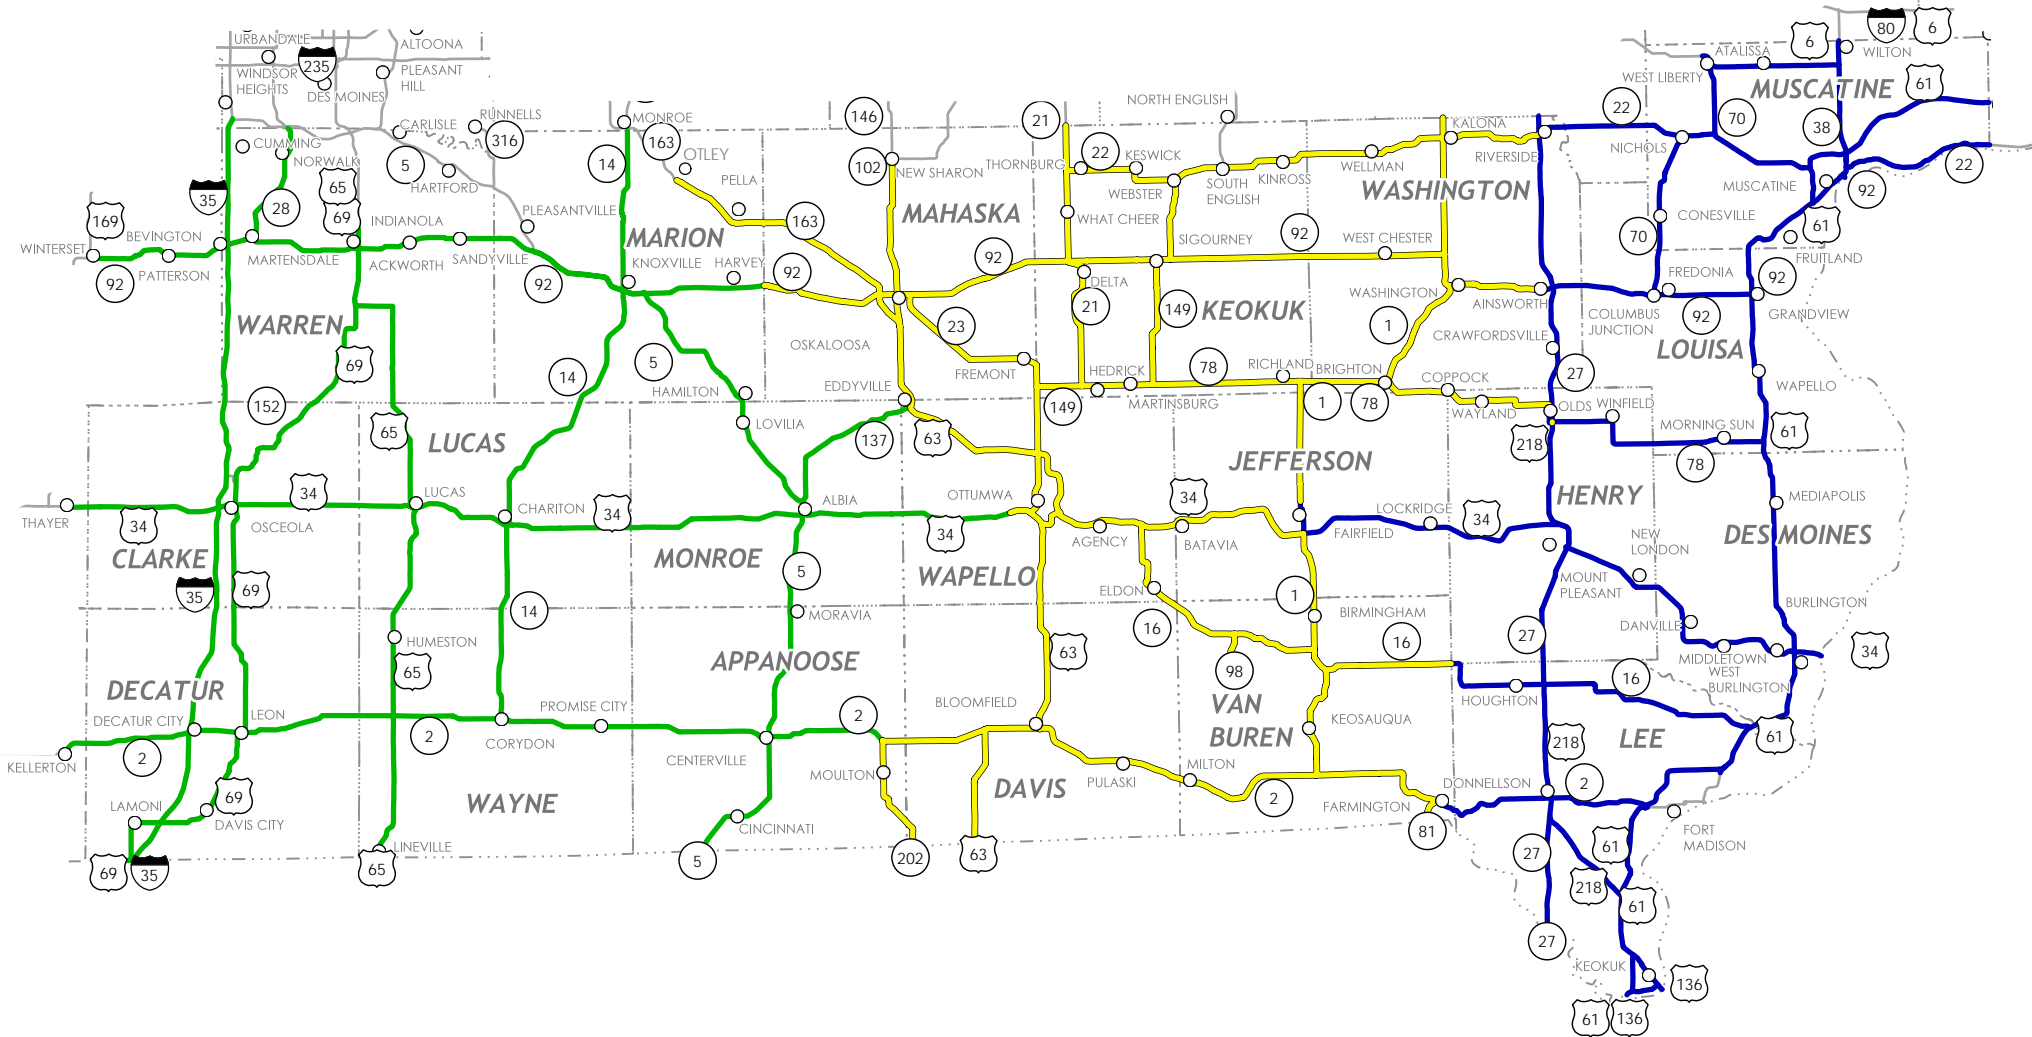 URBANDALE
ALTOONA
235
WINDSOR
HEIGHTS
PLEASANT
HILL
DES MOINES
RUNNELLS
CARLISLE
316
CUMMING
NORWALK
5
HARTFORD
65
69
35
28
169
WINTERSET
BEVINGTON
PATTERSON
92
MARTENSDALE
INDIANOLA
ACKWORTH
SANDYVILLE
PLEASANTVILLE
92
WARREN
69
152
65
14
MONROE
163
OTLEY
PELLA
163
MARION
KNOXVILLE
HARVEY
92
14
5
HAMILTON
LOVILIA
146
102
NEW SHARON
MAHASKA
92
23
OSKALOOSA
FREMONT
EDDYVILLE
137
63
21
22
THORNBURG
KESWICK
WEBSTER
NORTH ENGLISH
SOUTH
ENGLISH
KINROSS
WHAT CHEER
SIGOURNEY
92
DELTA
21
149
KEOKUK
HEDRICK
MARTINSBURG
149
78
RICHLAND
BRIGHTON
1
78
WELLMAN
KALONA
RIVERSIDE
WASHINGTON
WEST CHESTER
WASHINGTON
AINSWORTH
1
CRAWFORDSVILLE
27
COPPOCK
WAYLAND
OLDS
WINFIELD
218
6
80
6
ATALISSA
WILTON
WEST LIBERTY
MUSCATINE
61
22
70
38
NICHOLS
22
MUSCATINE
92
61
CONESVILLE
70
FRUITLAND
FREDONIA
92
COLUMBUS
JUNCTION
92
GRANDVIEW
LOUISA
WAPELLO
MORNING SUN
61
78
LUCAS
34
LUCAS
CHARITON
34
ALBIA
THAYER
34
OSCEOLA
CLARKE
35
69
MONROE
5
14
MORAVIA
OTTUMWA
34
WAPELLO
AGENCY
34
BATAVIA
ELDON
16
98
JEFFERSON
FAIRFIELD
LOCKRIDGE
34
1
BIRMINGHAM
16
HENRY
NEW
LONDON
MOUNT
PLEASANT
27
DANVILLE
MIDDLETOWN
WEST
BURLINGTON
DES MOINES
MEDIAPOLIS
BURLINGTON
34
HUMESTON
65
DECATUR
DECATUR CITY
LEON
2
KELLERTON
LAMONI
69
DAVIS CITY
69
35
2
CORYDON
PROMISE CITY
WAYNE
LINEVILLE
65
APPANOOSE
CENTERVILLE
2
MOULTON
CINCINNATI
5
202
63
BLOOMFIELD
DAVIS
63
PULASKI
MILTON
2
VAN
BUREN
KEOSAUQUA
FARMINGTON
81
HOUGHTON
16
218
LEE
61
DONNELLSON
2
FORT
MADISON
61
27
218
61
27
KEOKUK
136
61
136